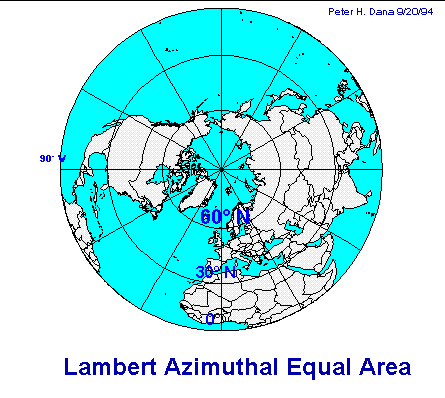 Peter H. Dana 9/20/94
90° W
60° N
30° N
0°
Lambert Azimuthal Equal Area